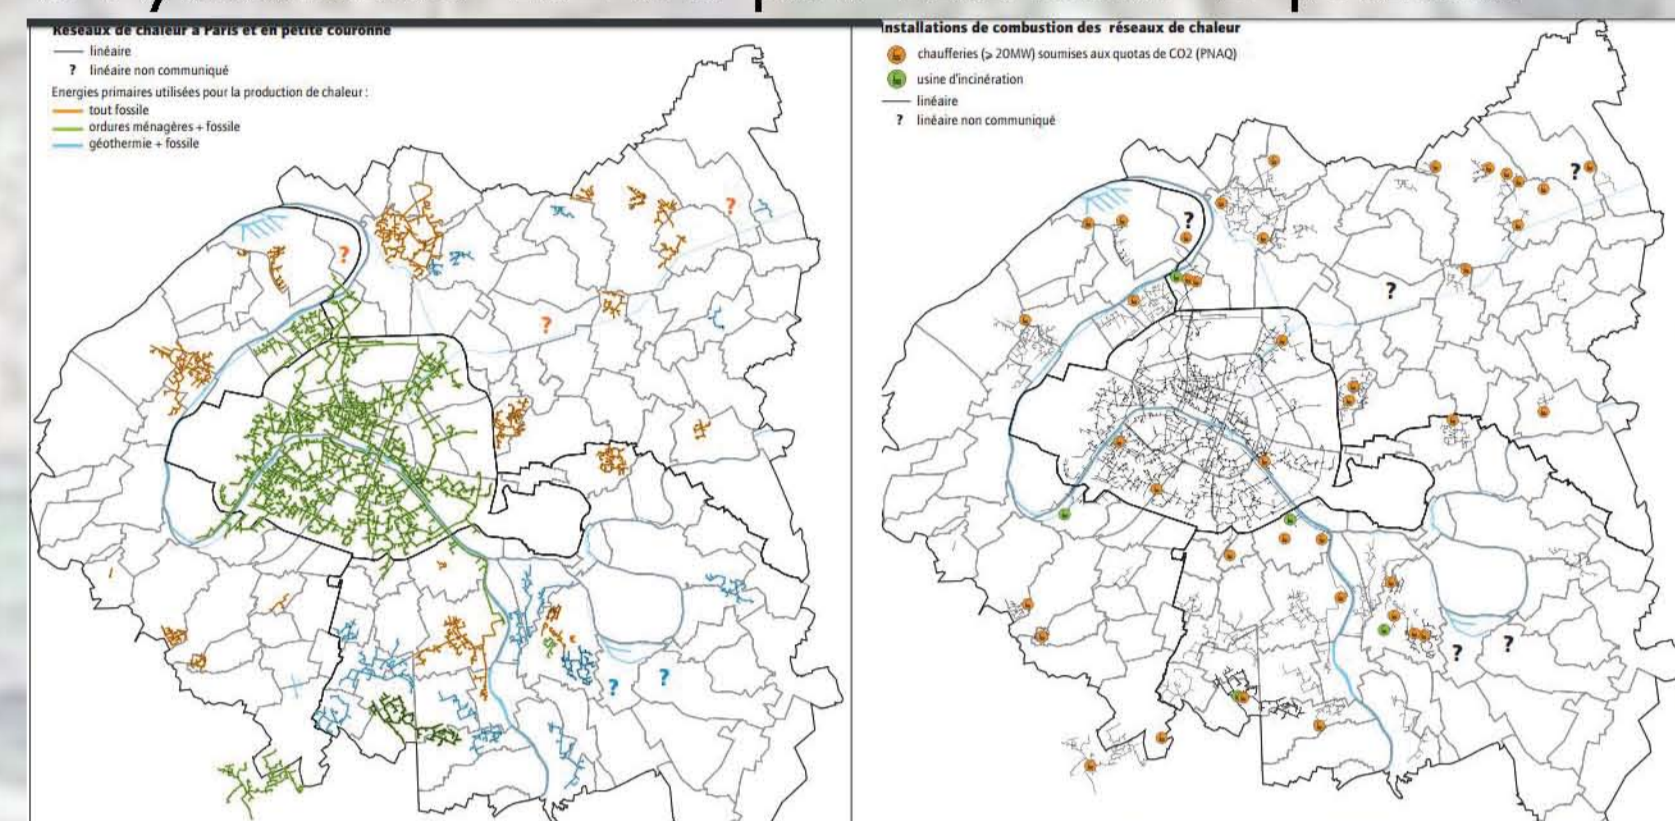 Réseaux de chaleur à Paris et en petite couronne
linéaire
? linéaire non communiqué
Energies primaires utilisées pour la production de chaleur :
tout fossile
ordures ménagères + fossile
géothermie + fossile
?
?
?
?
?
Installations de combustion des réseaux de chaleur
chaufferies (⩾ 20MW) soumises aux quotas de CO2 (PNAQ)
usine d'incinération
linéaire
? linéaire non communiqué
?
?
?
?
?